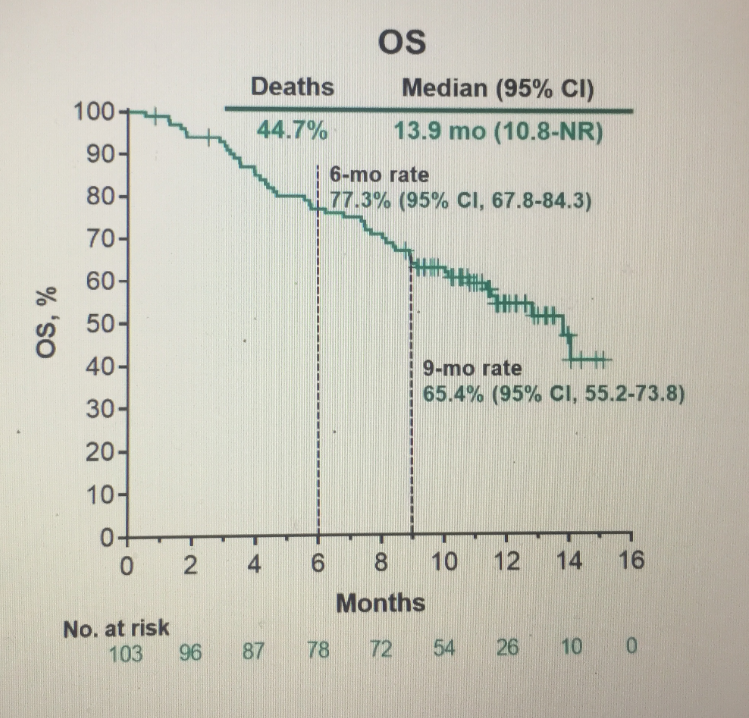 OS
Deaths Median (95% CI)
44.7% 13.9 mo (10.8-NR)
6-mo rate
77.3% (95% CI, 67.8-84.3)
9-mo rate
65.4% (95% CI, 55.2-73.8)
OS, %
100
90
80
70
60
50
40
30
20
10
0
0 2 4 6 8 10 12 14 16
Months
No. at risk
103 96 87 78 72 54 26 10 0